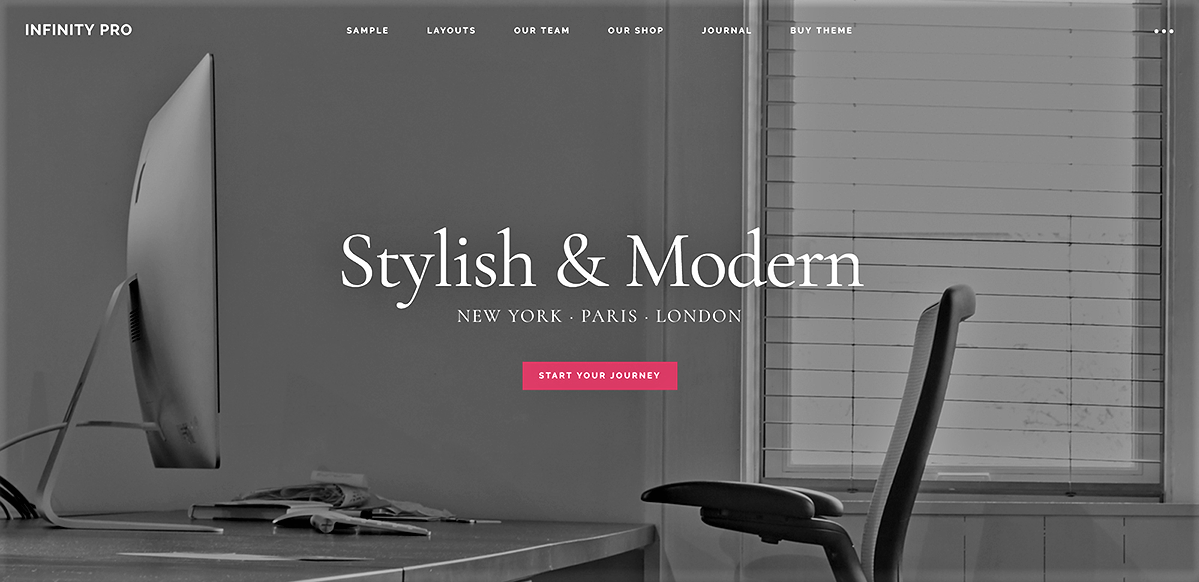 INFINITY PRO
SAMPLE LAYOUTS OUR TEAM OUR SHOP JOURNAL BUY THEME
Stylish & Modern
NEW YORK · PARIS · LONDON
START YOUR JOURNEY